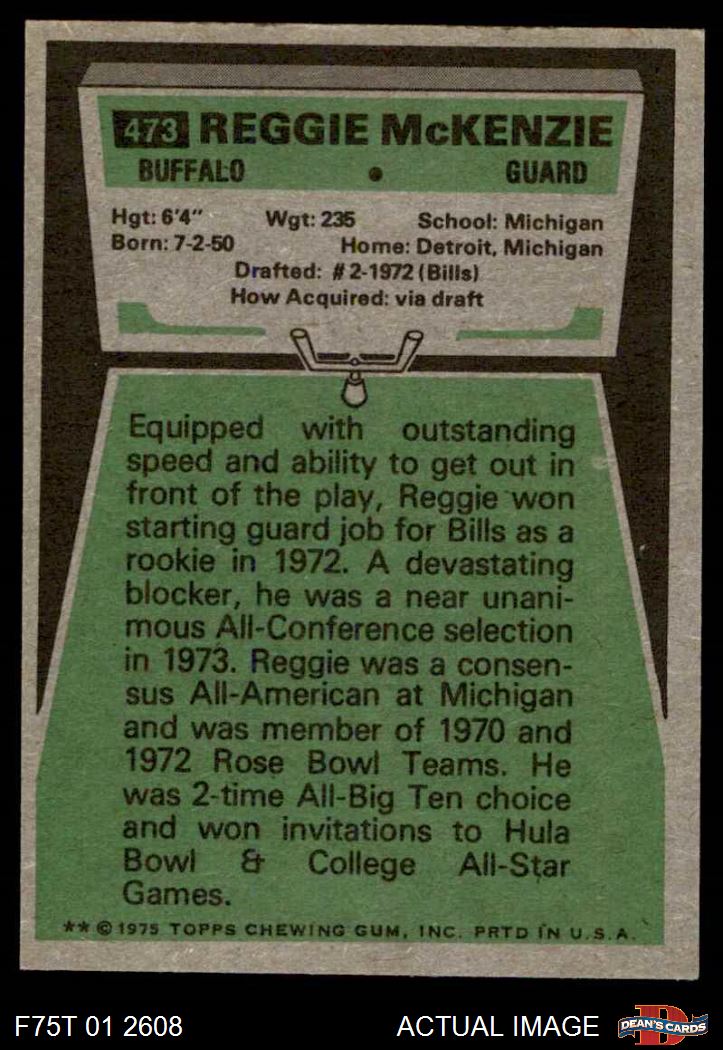 473 REGGIE McKENZIE
BUFFALO • GUARD
Hgt: 6'4" Wgt: 235 School: Michigan
Born: 7-2-50 Home: Detroit, Michigan
Drafted: #2-1972 (Bills)
How Acquired: via draft
Equipped with outstanding
speed and ability to get out in
front of the play, Reggie won
starting guard job for Bills as a
rookie in 1972. A devastating
blocker, he was a near unani-
mous All-Conference selection
in 1973. Reggie was a consen-
sus All-American at Michigan
and was member of 1970 and
1972 Rose Bowl Teams. He
was 2-time All-Big Ten choice
and won invitations to Hula
Bowl & College All-Star
Games.
** © 1975 TOPPS CHEWING GUM, INC. PRTD IN U.S.A.
F75T 01 2608 ACTUAL IMAGE D DEAN'S CARDS